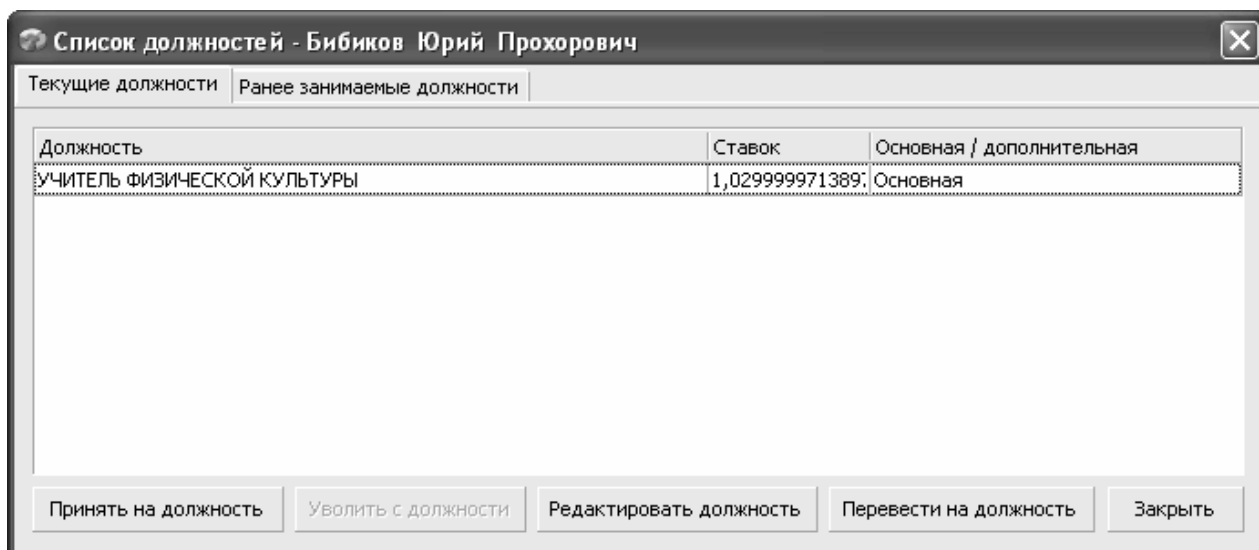 Список должностей - Бибиков Юрий Прохорович
Текущие должности Ранее занимаемые должности
Должность Ставок Основная / дополнительная
УЧИТЕЛЬ ФИЗИЧЕСКОЙ КУЛЬТУРЫ 1,029999971389 Основная
Принять на должность Уволить с должности Редактировать должность Перевести на должность Закрыть